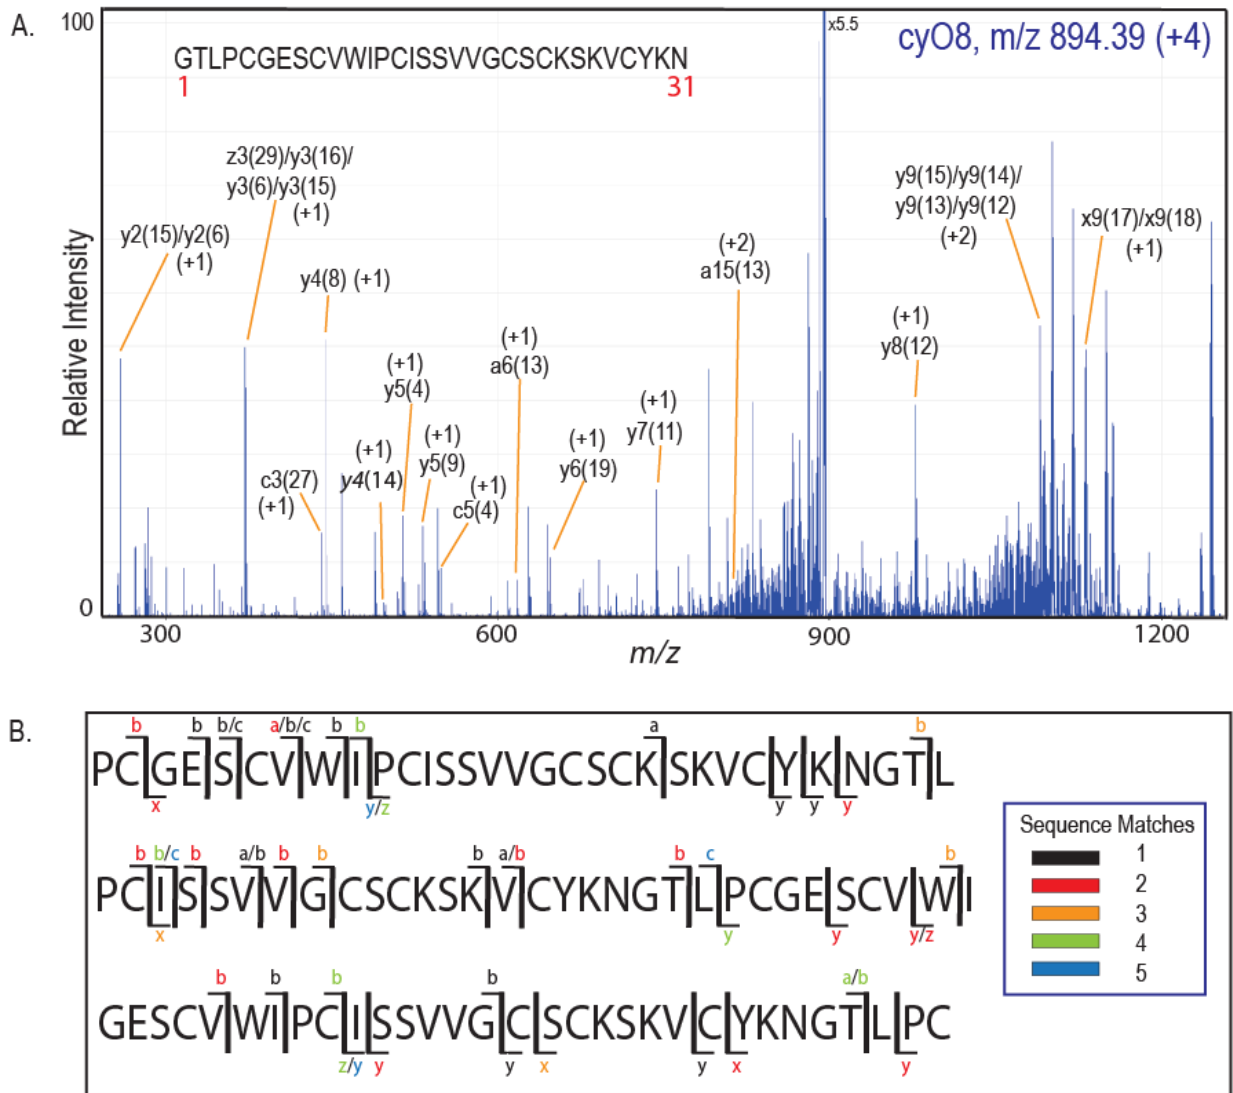 A.
100
x5.5
cyO8, m/z 894.39 (+4)
GTLPCGESCVWIPCISSVVGCSCKSKVCYKN
1 31
z3(29)/y3(16)/
y3(6)/y3(15)
(+1)
y2(15)/y2(6)
(+1)
y4(8) (+1)
c3(27)
(+1)
(+1)
y4(14)
(+1)
y5(4)
(+1)
y5(9)
(+1)
c5(4)
(+1)
a6(13)
(+1)
y6(19)
(+1)
y7(11)
(+2)
a15(13)
(+1)
y8(12)
y9(15)/y9(14)/
y9(13)/y9(12)
(+2)
x9(17)/x9(18)
(+1)
Relative Intensity
0
300 600 900 1200
m/z
B.
b b b/c a/b/c b b a b
PCGESCVWIPCISSVVGCSCKSKVCYKNGTL
x y/z y y y
b b/c b a/b b b b a/b b c b
PCISSVVGCSCKSKVCYKNGTLPCGESCVWI
x y y y/z
b b b b a/b
GESCVWIPCISSVVGCSCKSKVCYKNGTLPC
z/y y y x y x y
Sequence Matches
1
2
3
4
5